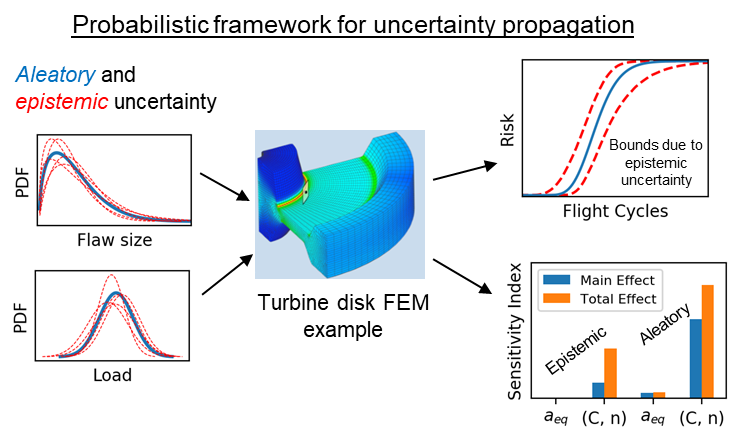 Probabilistic framework for uncertainty propagation
Aleatory and
epistemic uncertainty
PDF
Flaw size
PDF
Load
Turbine disk FEM
example
Risk
Bounds due to
epistemic
uncertainty
Flight Cycles
Sensitivity Index
Main Effect
Total Effect
Epistemic
Aleatory
a_eq (C, n) a_eq (C, n)